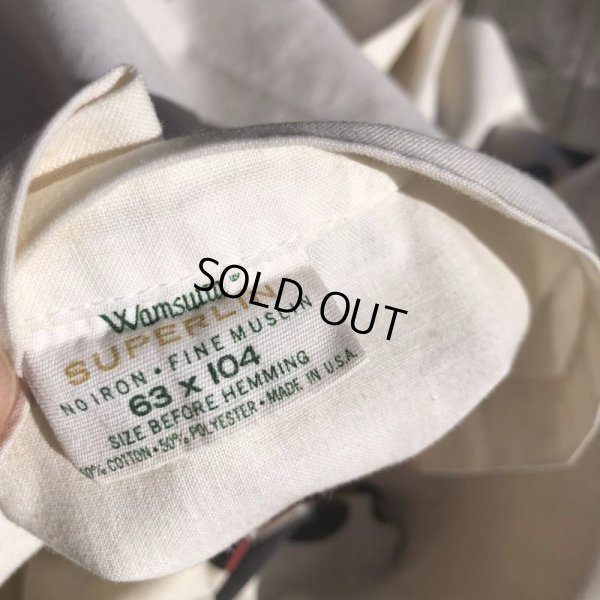 Wamsutta
SUPERLIN
NO IRON · FINE MUSLIN
63 x 104
SIZE BEFORE HEMMING
50% COTTON · 50% POLYESTER · MADE IN U.S.A.
SOLD OUT